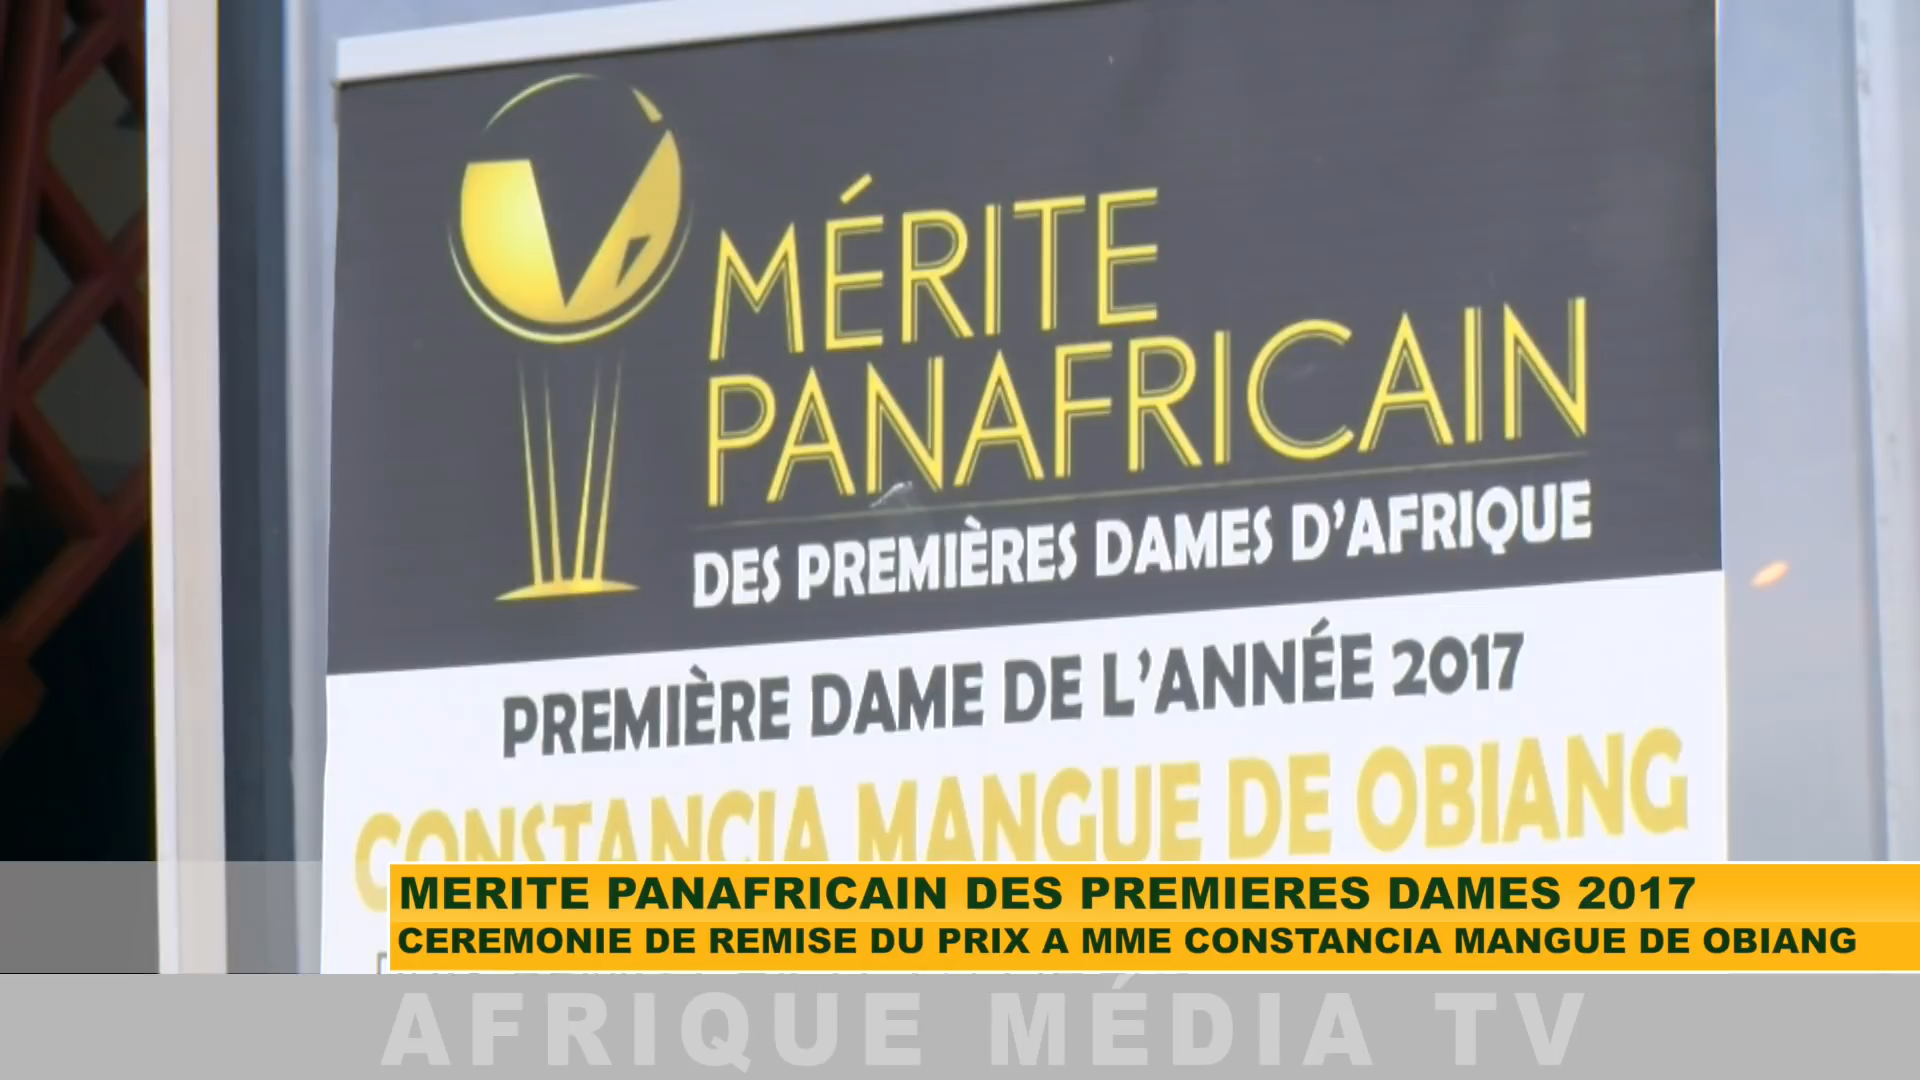 MÉRITE
PANAFRICAIN
DES PREMIÈRES DAMES D'AFRIQUE
PREMIÈRE DAME DE L'ANNÉE 2017
CONSTANCIA MANGUE DE OBIANG
MERITE PANAFRICAIN DES PREMIERES DAMES 2017
CEREMONIE DE REMISE DU PRIX A MME CONSTANCIA MANGUE DE OBIANG
AFRIQUE MÉDIA TV